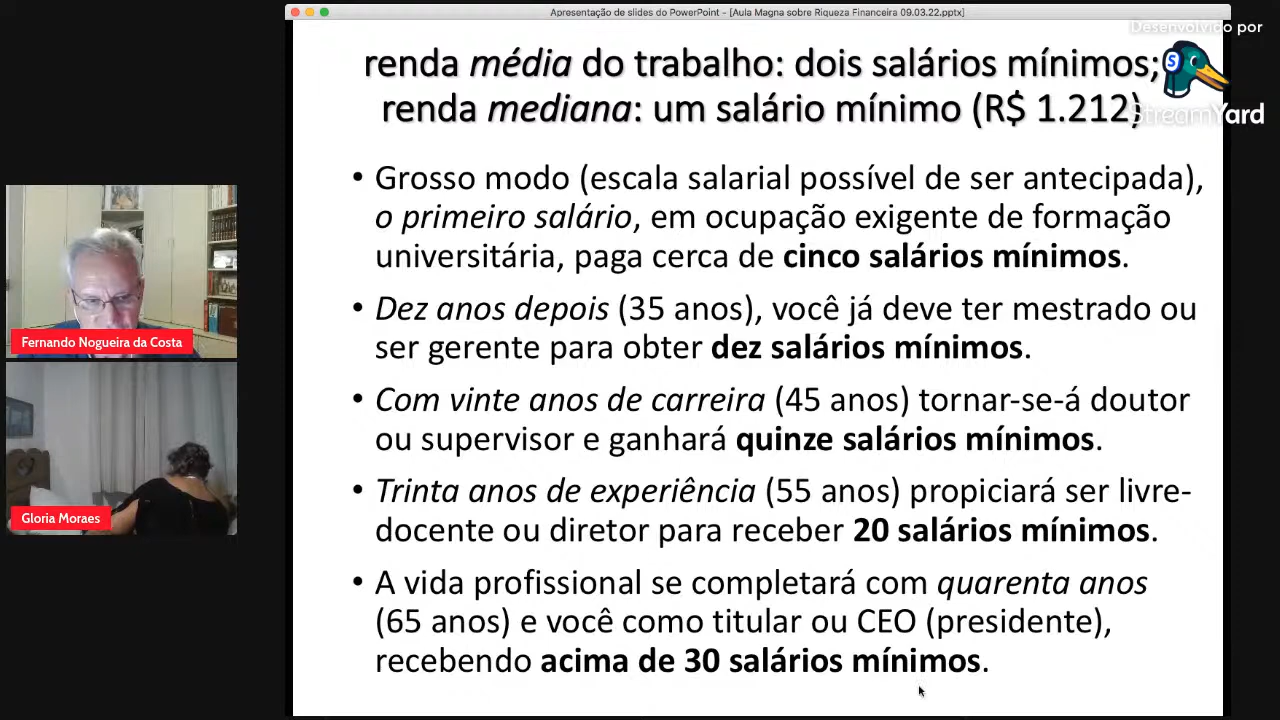 Apresentação de slides do PowerPoint - [Aula Magna sobre Riqueza Financeira 09.03.22.pptx]
Desenvolvido por
StreamYard
renda média do trabalho: dois salários mínimos;
renda mediana: um salário mínimo (R$ 1.212)
• Grosso modo (escala salarial possível de ser antecipada),
o primeiro salário, em ocupação exigente de formação
universitária, paga cerca de cinco salários mínimos.
• Dez anos depois (35 anos), você já deve ter mestrado ou
ser gerente para obter dez salários mínimos.
• Com vinte anos de carreira (45 anos) tornar-se-á doutor
ou supervisor e ganhará quinze salários mínimos.
• Trinta anos de experiência (55 anos) propiciará ser livre-
docente ou diretor para receber 20 salários mínimos.
• A vida profissional se completará com quarenta anos
(65 anos) e você como titular ou CEO (presidente),
recebendo acima de 30 salários mínimos.
Fernando Nogueira da Costa
Gloria Moraes